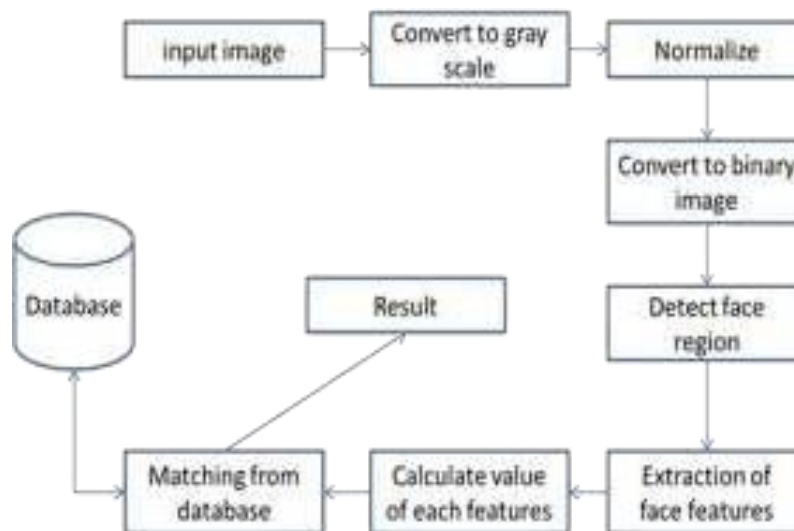 input image
Convert to gray
scale
Normalize
Convert to binary
image
Detect face
region
Extraction of
face features
Calculate value
of each features
Matching from
database
Database
Result